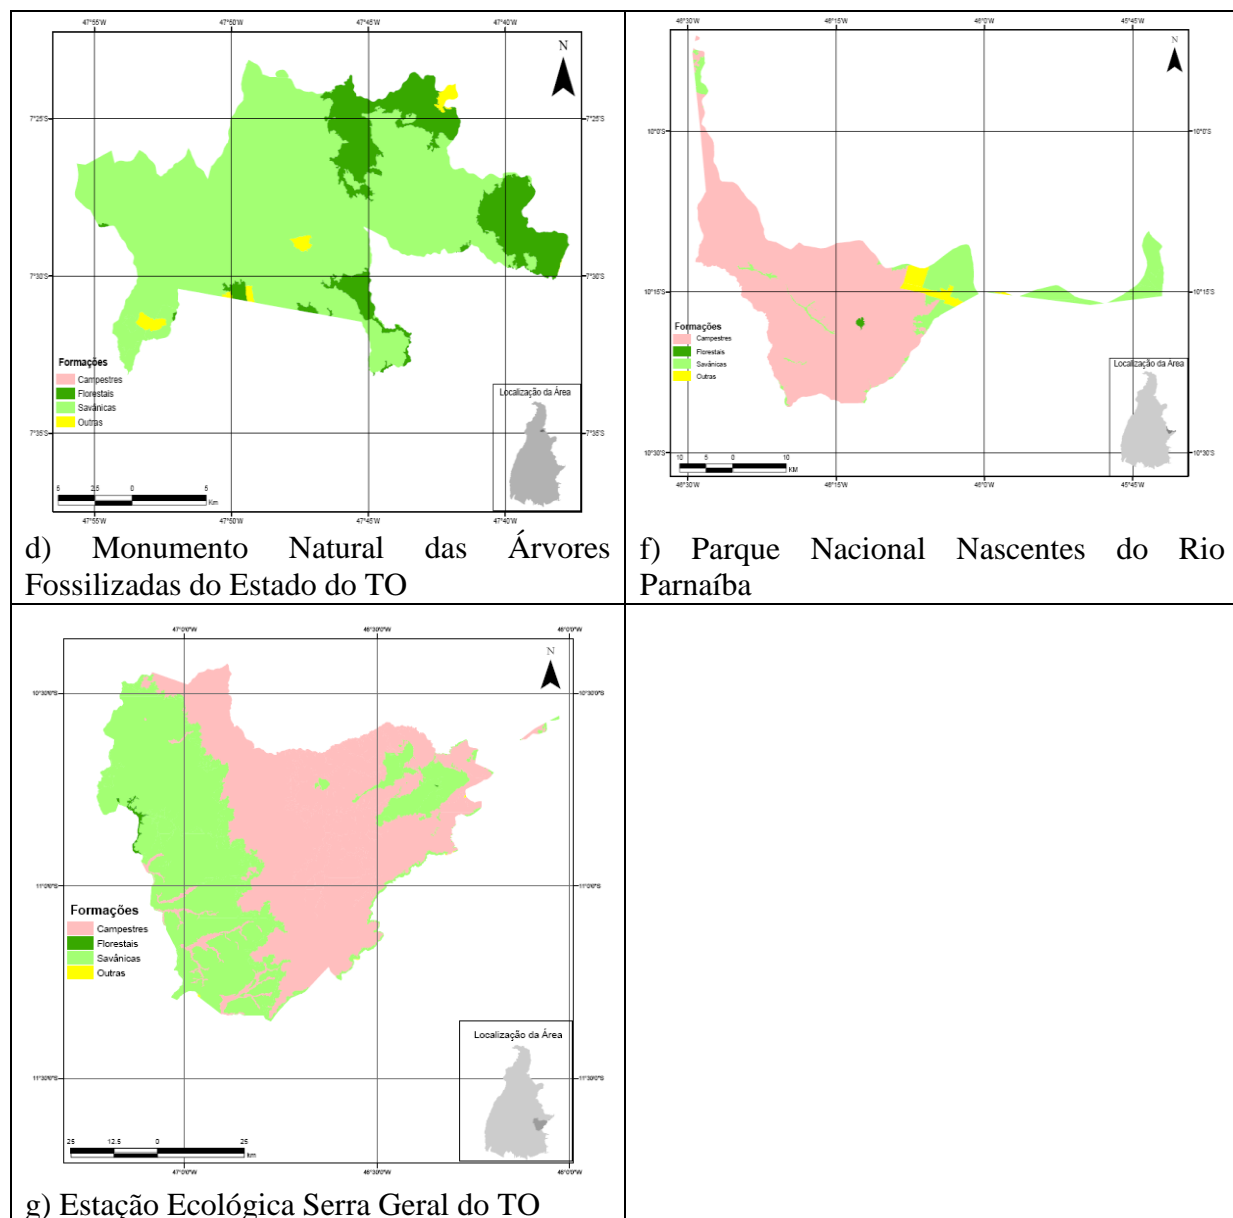 47°55'W 47°50'W 47°45'W 47°40'W
N
7°25'S 7°25'S
7°30'S 7°30'S
Formações
Campestres
Florestais
Savânicas
Outras
Localização da Área
7°35'S 7°35'S
5 2.5 0 5
Km
47°55'W 47°50'W 47°45'W 47°40'W
d) Monumento Natural das Árvores
Fossilizadas do Estado do TO
46°30'W 46°15'W 46°0'W 45°45'W
N
10°0'S 10°0'S
10°15'S 10°15'S
Formações
Campestres
Florestais
Savânicas
Outras
Localização da Área
10°30'S 10°30'S
10 5 0 10
KM
46°30'W 46°15'W 46°0'W 45°45'W
f) Parque Nacional Nascentes do Rio
Parnaíba
47°0'0"W 46°30'0"W 46°0'0"W
N
10°30'0"S 10°30'0"S
11°0'0"S 11°0'0"S
Formações
Campestres
Florestais
Savânicas
Outras
Localização da Área
11°30'0"S 11°30'0"S
25 12.5 0 25
km
47°0'0"W 46°30'0"W 46°0'0"W
g) Estação Ecológica Serra Geral do TO